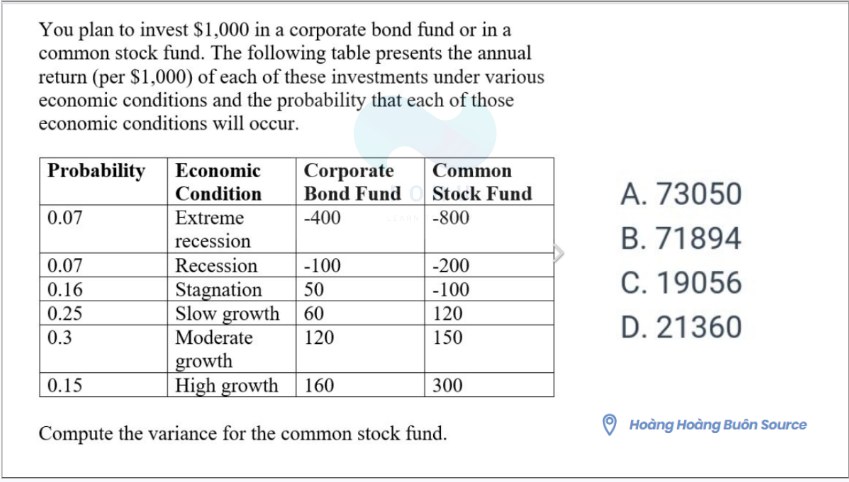 You plan to invest $1,000 in a corporate bond fund or in a
common stock fund. The following table presents the annual
return (per $1,000) of each of these investments under various
economic conditions and the probability that each of those
economic conditions will occur.
Probability Economic Condition Corporate Bond Fund Common Stock Fund
0.07 Extreme recession -400 -800
0.07 Recession -100 -200
0.16 Stagnation 50 -100
0.25 Slow growth 60 120
0.3 Moderate growth 120 150
0.15 High growth 160 300
Compute the variance for the common stock fund.
A. 73050
B. 71894
C. 19056
D. 21360
Hoàng Hoàng Buôn Source